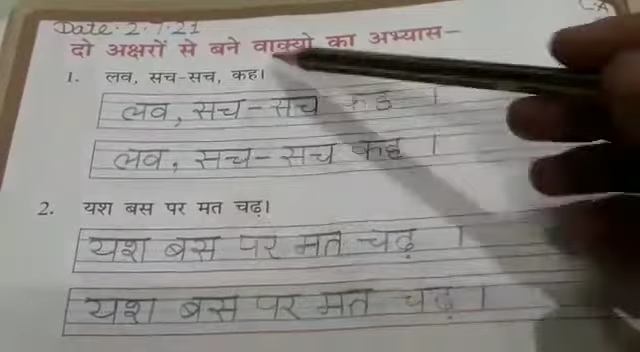 Date. 2.7.21
दो अक्षरों से बने वाक्यों का अभ्यास–
1. लव, सच-सच, कह।
लव, सच-सच कह ।
लव, सच-सच कह ।
2. यश बस पर मत चढ़।
यश बस पर मत चढ़ ।
यश बस पर मत चढ़ ।